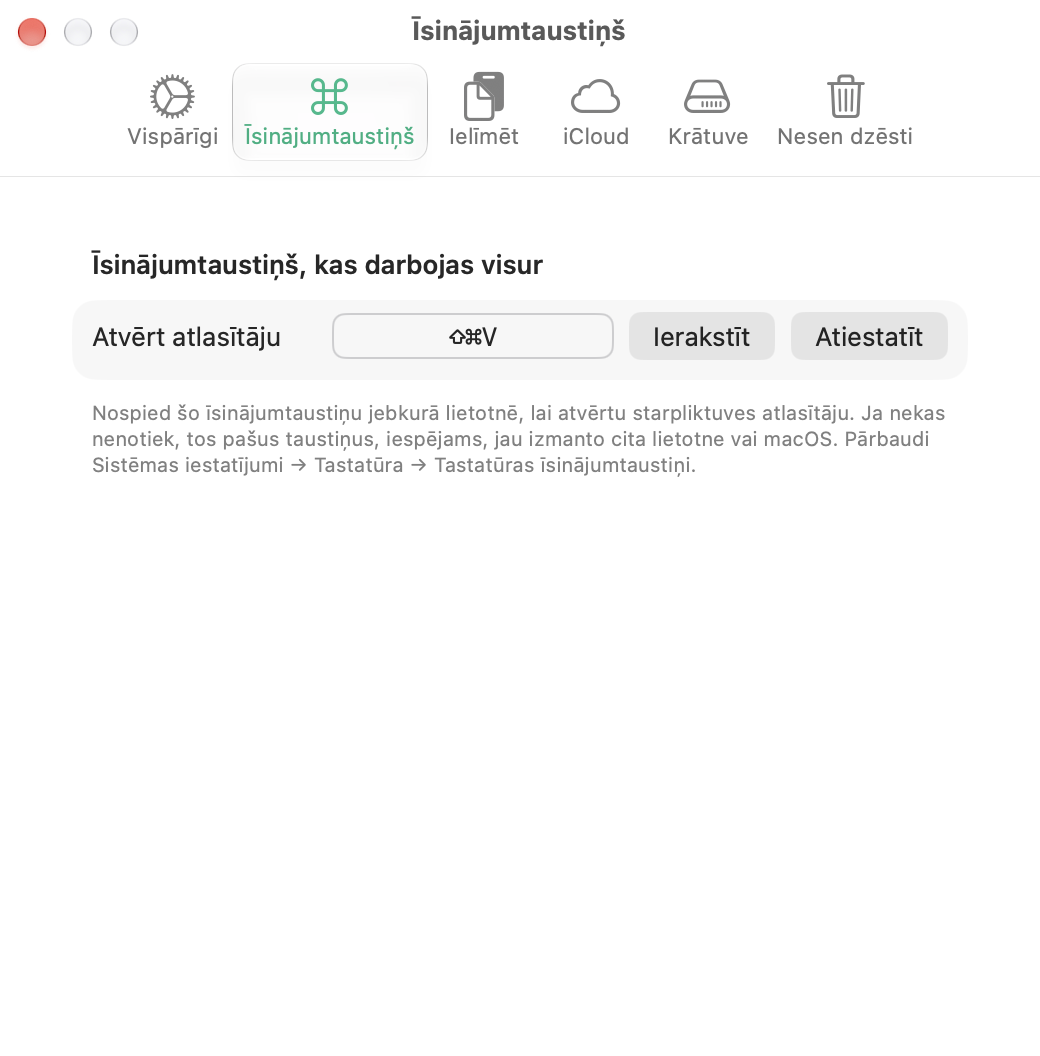 Īsinājumtaustiņš
Vispārīgi
Īsinājumtaustiņš
Ielīmēt
iCloud
Krātuve
Nesen dzēsti
Īsinājumtaustiņš, kas darbojas visur
Atvērt atlasītāju
⇧⌘V
Ierakstīt
Atiestatīt
Nospied šo īsinājumtaustiņu jebkurā lietotnē, lai atvērtu starpliktuves atlasītāju. Ja nekas
nenotiek, tos pašus taustiņus, iespējams, jau izmanto cita lietotne vai macOS. Pārbaudi
Sistēmas iestatījumi → Tastatūra → Tastatūras īsinājumtaustiņi.